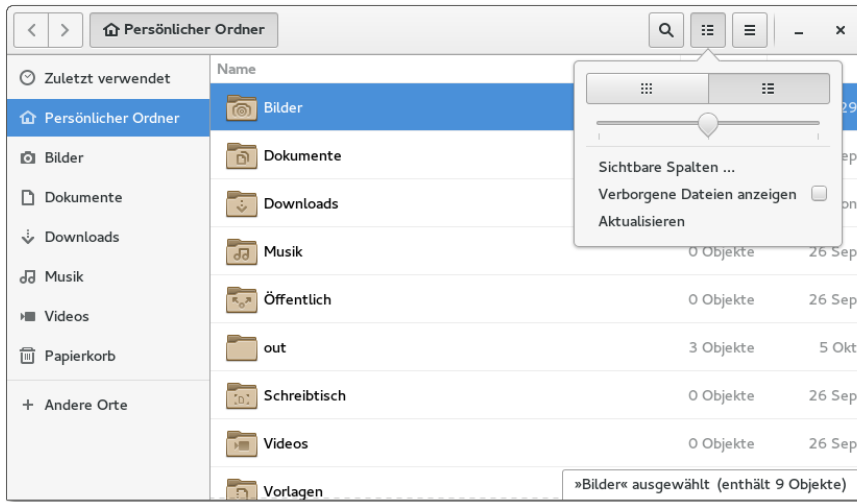 Persönlicher Ordner
Zuletzt verwendet
Persönlicher Ordner
Bilder
Dokumente
Downloads
Musik
Videos
Papierkorb
Andere Orte
Name
Bilder
29
Dokumente
Downloads
Musik 0 Objekte 26 Sep
Öffentlich 0 Objekte 26 Sep
out 3 Objekte 5 Okt
Schreibtisch 0 Objekte 26 Sep
Videos 0 Objekte 26 Sep
Vorlagen
Sichtbare Spalten ...
Verborgene Dateien anzeigen
Aktualisieren
»Bilder« ausgewählt (enthält 9 Objekte)